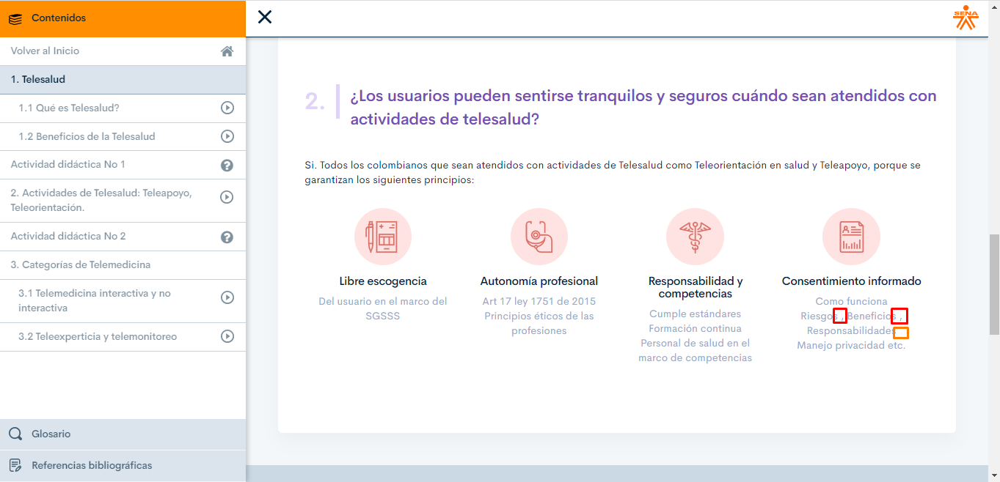 Contenidos
Volver al Inicio
1. Telesalud
1.1 Qué es Telesalud?
1.2 Beneficios de la Telesalud
Actividad didáctica No 1
2. Actividades de Telesalud: Teleapoyo,
Teleorientación.
Actividad didáctica No 2
3. Categorías de Telemedicina
3.1 Telemedicina interactiva y no
interactiva
3.2 Teleexperticia y telemonitoreo
Glosario
Referencias bibliográficas
SENA
2. ¿Los usuarios pueden sentirse tranquilos y seguros cuándo sean atendidos con
actividades de telesalud?
Si. Todos los colombianos que sean atendidos con actividades de Telesalud como Teleorientación en salud y Teleapoyo, porque se
garantizan los siguientes principios:
Libre escogencia
Del usuario en el marco del
SGSSS
Autonomía profesional
Art 17 ley 1751 de 2015
Principios éticos de las
profesiones
Responsabilidad y
competencias
Cumple estándares
Formación continua
Personal de salud en el
marco de competencias
Consentimiento informado
Como funciona
Riesgos , Beneficios ,
Responsabilidades
Manejo privacidad etc.